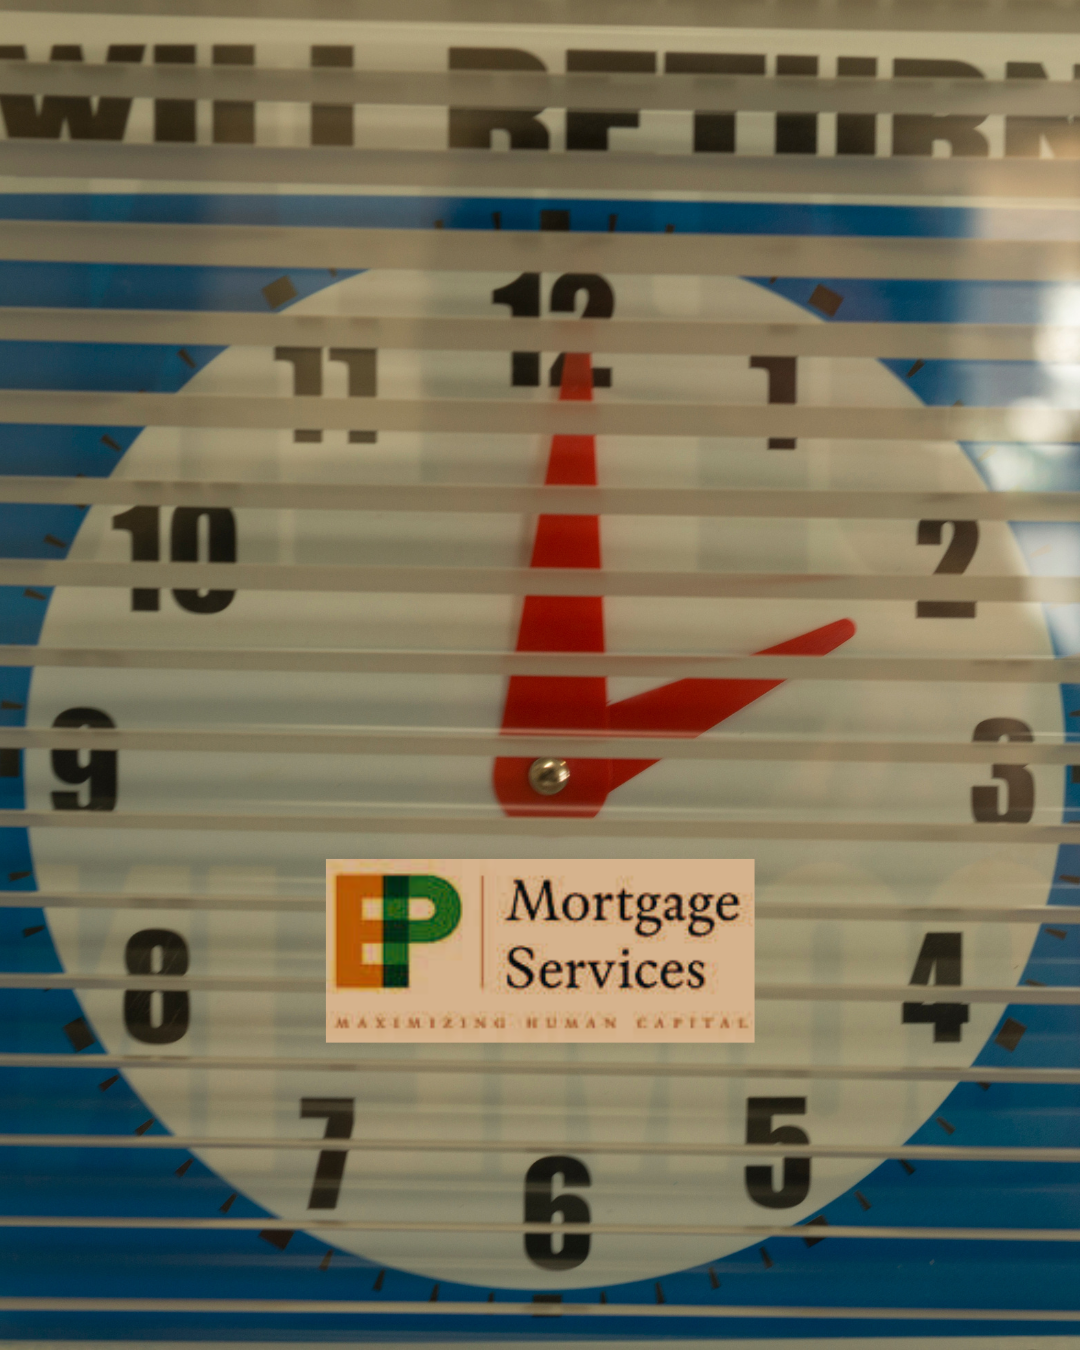 WILL RETURN
12
11
1
10
2
9
3
8
4
7
5
6
EP
Mortgage
Services
MAXIMIZING HUMAN CAPITAL